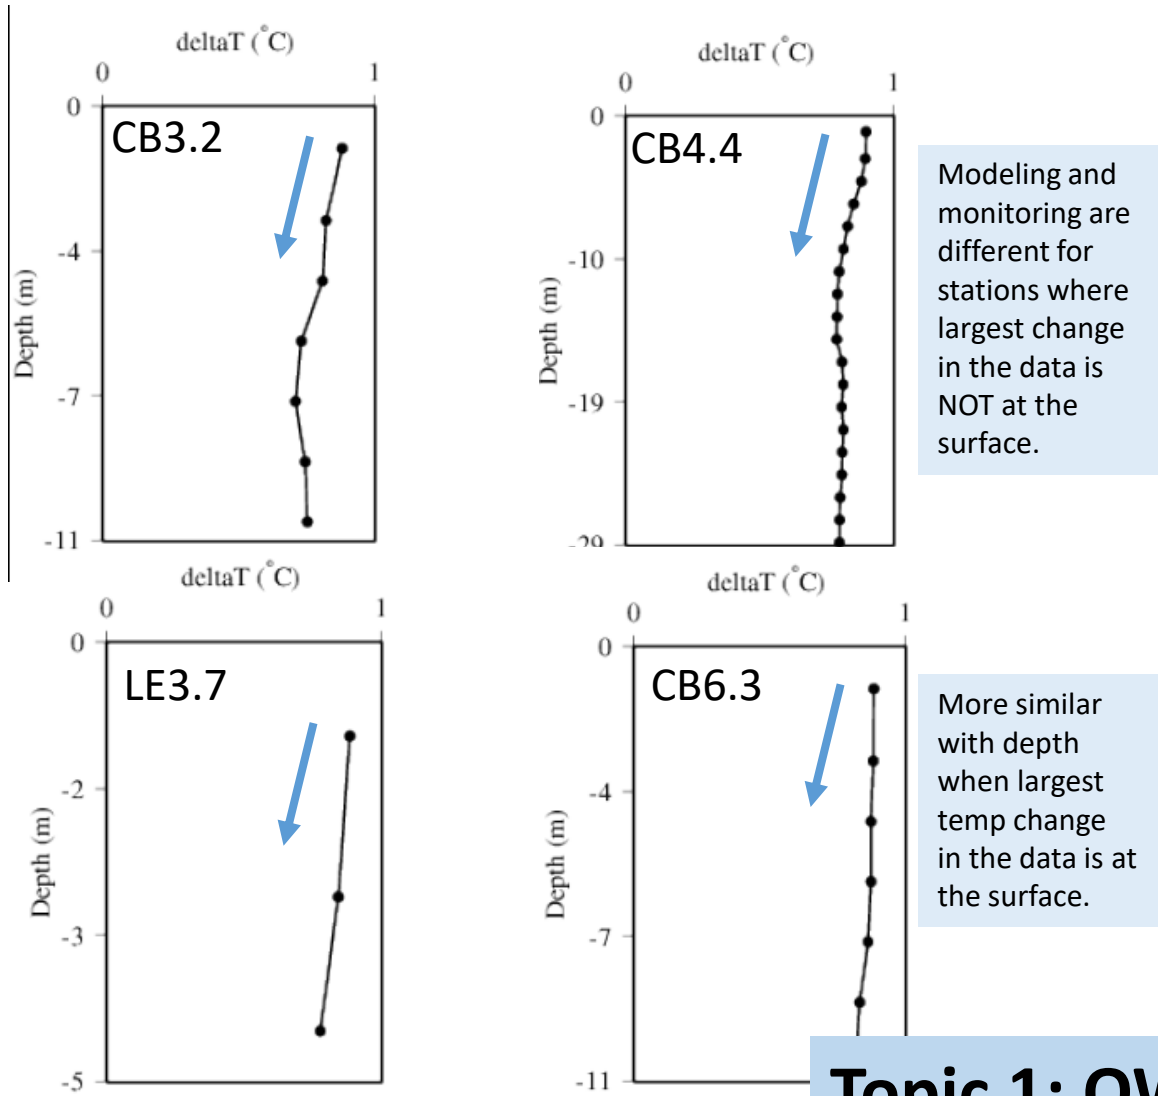 deltaT (°C)
0 1
0
CB3.2
-4
-7
-11
Depth (m)
deltaT (°C)
0 1
0
CB4.4
-10
-19
-29
Depth (m)
Modeling and
monitoring are
different for
stations where
largest change
in the data is
NOT at the
surface.
deltaT (°C)
0 1
0
LE3.7
-2
-3
-5
Depth (m)
deltaT (°C)
0 1
0
CB6.3
-4
-7
-11
Depth (m)
More similar
with depth
when largest
temp change
in the data is at
the surface.
Topic 1: